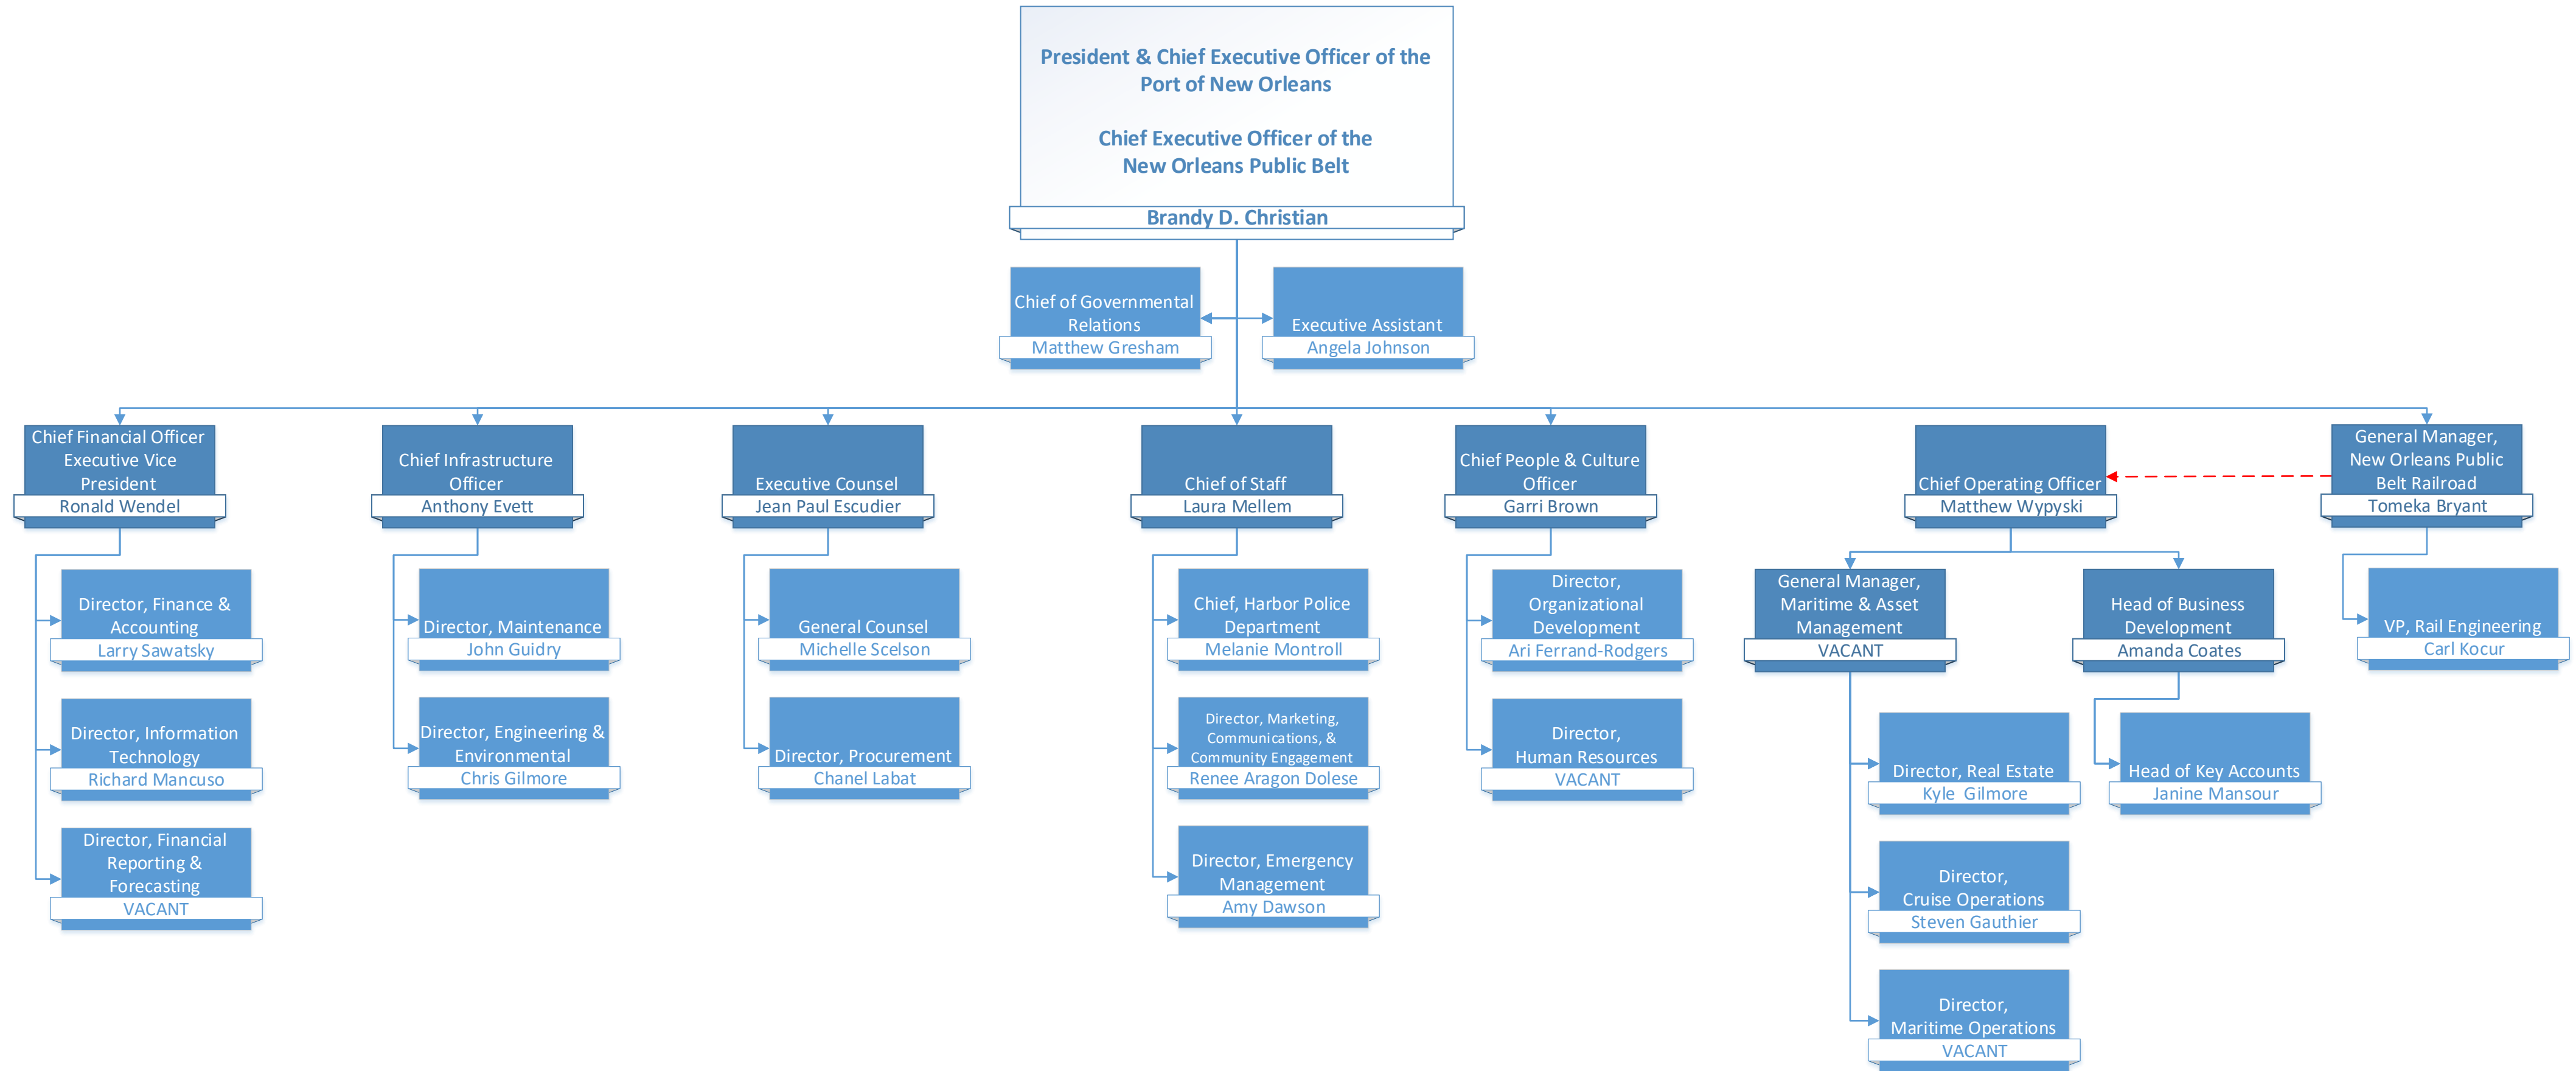 President & Chief Executive Officer of the
Port of New Orleans
Chief Executive Officer of the
New Orleans Public Belt
Brandy D. Christian
Chief of Governmental
Relations
Matthew Gresham
Executive Assistant
Angela Johnson
Chief Financial Officer
Executive Vice
President
Ronald Wendel
Chief Infrastructure
Officer
Anthony Evett
Executive Counsel
Jean Paul Escudier
Chief of Staff
Laura Mellem
Chief People & Culture
Officer
Garri Brown
Chief Operating Officer
Matthew Wypyski
General Manager,
New Orleans Public
Belt Railroad
Tomeka Bryant
Director, Finance &
Accounting
Larry Sawatsky
Director, Information
Technology
Richard Mancuso
Director, Financial
Reporting &
Forecasting
VACANT
Director, Maintenance
John Guidry
Director, Engineering &
Environmental
Chris Gilmore
General Counsel
Michelle Scelson
Director, Procurement
Chanel Labat
Chief, Harbor Police
Department
Melanie Montroll
Director, Marketing,
Communications, &
Community Engagement
Renee Aragon Dolese
Director, Emergency
Management
Amy Dawson
Director,
Organizational
Development
Ari Ferrand-Rodgers
Director,
Human Resources
VACANT
General Manager,
Maritime & Asset
Management
VACANT
Director, Real Estate
Kyle  Gilmore
Director,
Cruise Operations
Steven Gauthier
Director,
Maritime Operations
VACANT
Head of Business
Development
Amanda Coates
Head of Key Accounts
Janine Mansour
VP, Rail Engineering
Carl Kocur